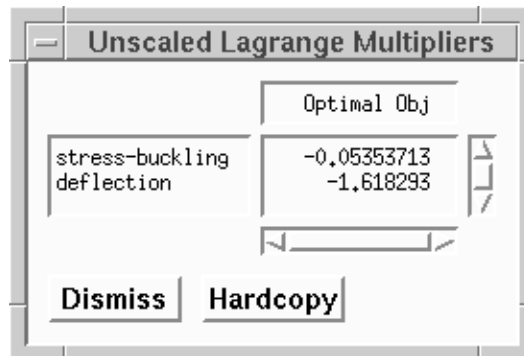 Unscaled Lagrange Multipliers
Optimal Obj
stress-buckling -0.05353713
deflection -1.618293
Dismiss Hardcopy